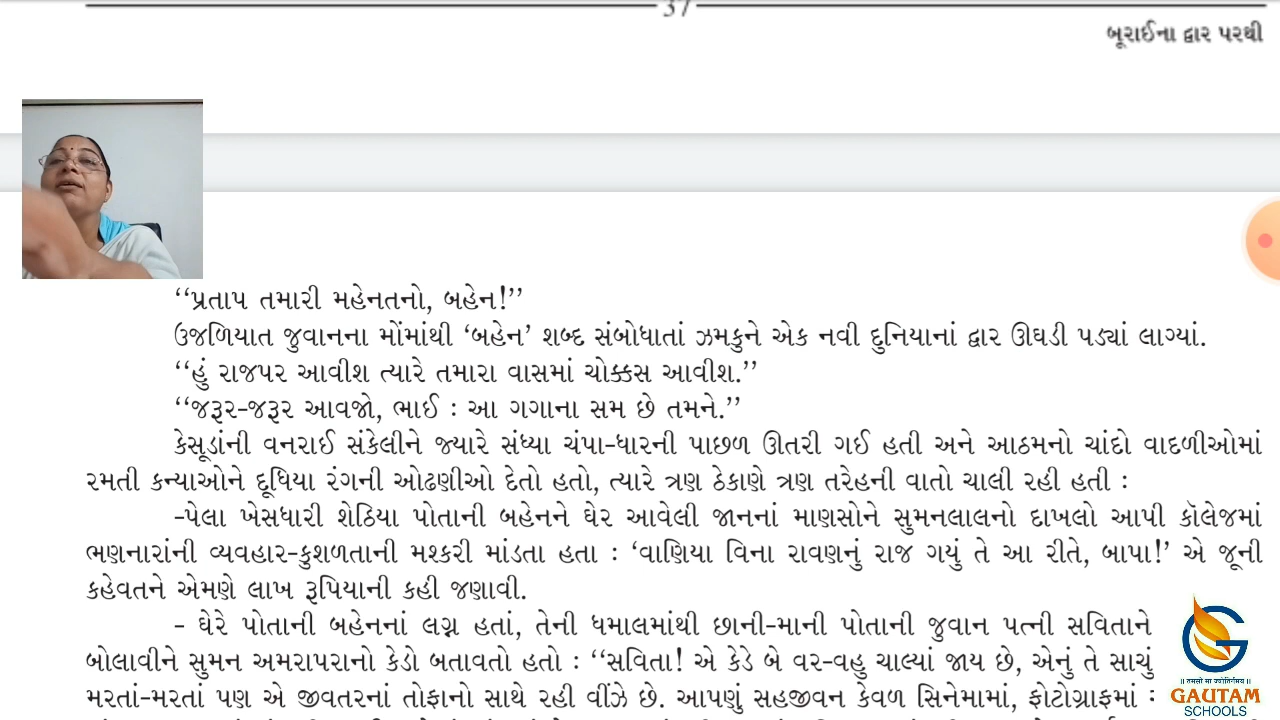 37
બૂરાઈના દ્વાર પરથી
‘‘પ્રતાપ તમારી મહેનતનો, બહેન!’’
ઉજળિયાત જુવાનના મોંમાંથી ‘બહેન’ શબ્દ સંબોધાતાં ઝમકુને એક નવી દુનિયાનાં દ્વાર ઊઘડી પડ્યાં લાગ્યાં.
‘‘હું રાજપર આવીશ ત્યારે તમારા વાસમાં ચોક્કસ આવીશ.’’
‘‘જરૂર-જરૂર આવજો, ભાઈ : આ ગગાના સમ છે તમને.’’
કેસૂડાંની વનરાઈ સંકેલીને જ્યારે સંધ્યા ચંપા-ધારની પાછળ ઊતરી ગઈ હતી અને આઠમનો ચાંદો વાદળીઓમાં
રમતી કન્યાઓને દૂધિયા રંગની ઓઢણીઓ દેતો હતો, ત્યારે ત્રણ ઠેકાણે ત્રણ તરેહની વાતો ચાલી રહી હતી :
-પેલા ખેસધારી શેઠિયા પોતાની બહેનને ઘેર આવેલી જાનનાં માણસોને સુમનલાલનો દાખલો આપી કૉલેજમાં
ભણનારાંની વ્યવહાર-કુશળતાની મશ્કરી માંડતા હતા : ‘વાણિયા વિના રાવણનું રાજ ગયું તે આ રીતે, બાપા!’ એ જૂની
કહેવતને એમણે લાખ રૂપિયાની કહી જણાવી.
- ઘેરે પોતાની બહેનનાં લગ્ન હતાં, તેની ધમાલમાંથી છાની-માની પોતાની જુવાન પત્ની સવિતાને
બોલાવીને સુમન અમરાપરાનો કેડો બતાવતો હતો : ‘‘સવિતા! એ કેડે બે વર-વહુ ચાલ્યાં જાય છે, એનું તે સાચું
મરતાં-મરતાં પણ એ જીવતરનાં તોફાનો સાથે રહી વીંઝે છે. આપણું સહજીવન કેવળ સિનેમામાં, ફોટોગ્રાફમાં :
॥ तमसो मा ज्योतिर्गमय ॥
GAUTAM
SCHOOLS